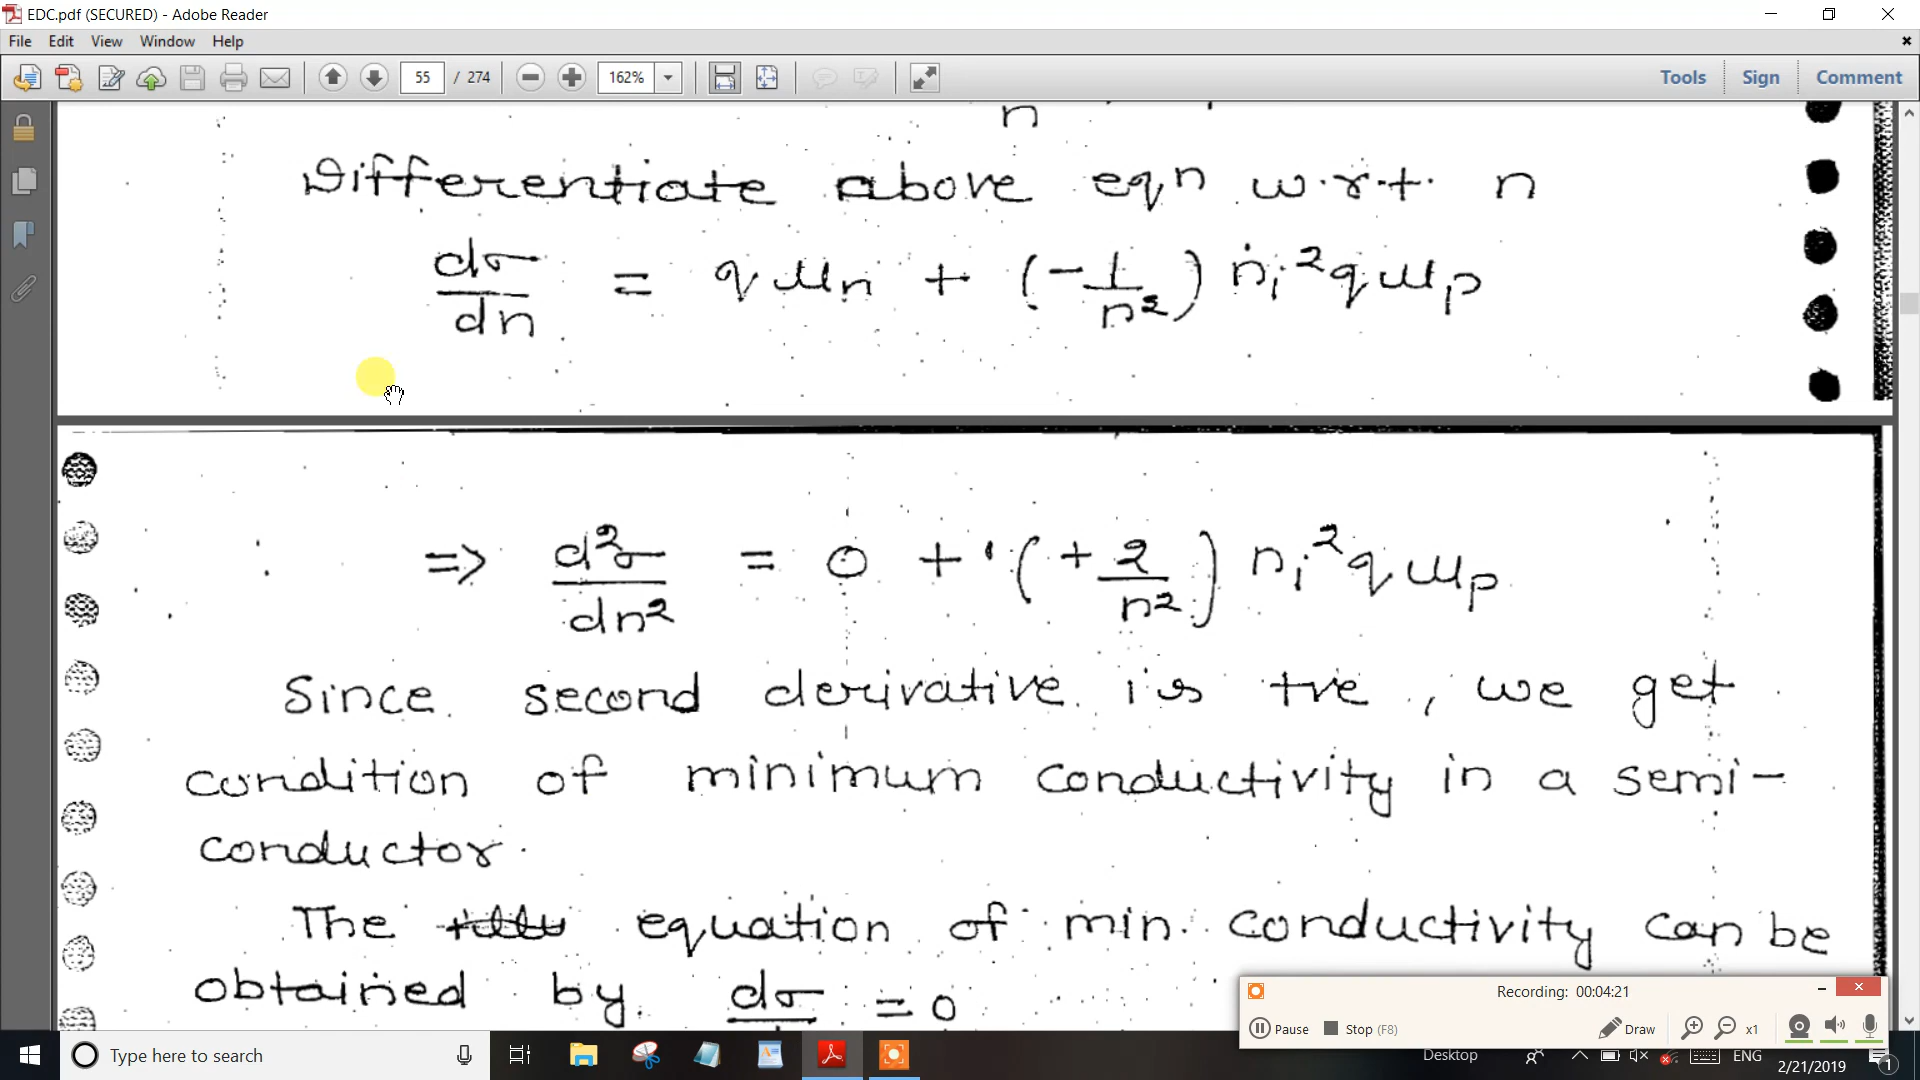 EDC.pdf (SECURED) - Adobe Reader
File Edit View Window Help
55 / 274 162% Tools Sign Comment
n
Differentiate above eqn w.r.t. n
dσ/dn = qμn + (-1/n²) ni²qμp
=> d²σ/dn² = 0 + (+2/n²) ni²qμp
Since second derivative is +ve, we get
condition of minimum conductivity in a semi-
conductor.
The equation of min. conductivity can be
obtained by. dσ = 0
Recording: 00:04:21
Pause Stop (F8) Draw x1
Type here to search
Desktop ENG
2/21/2019
1